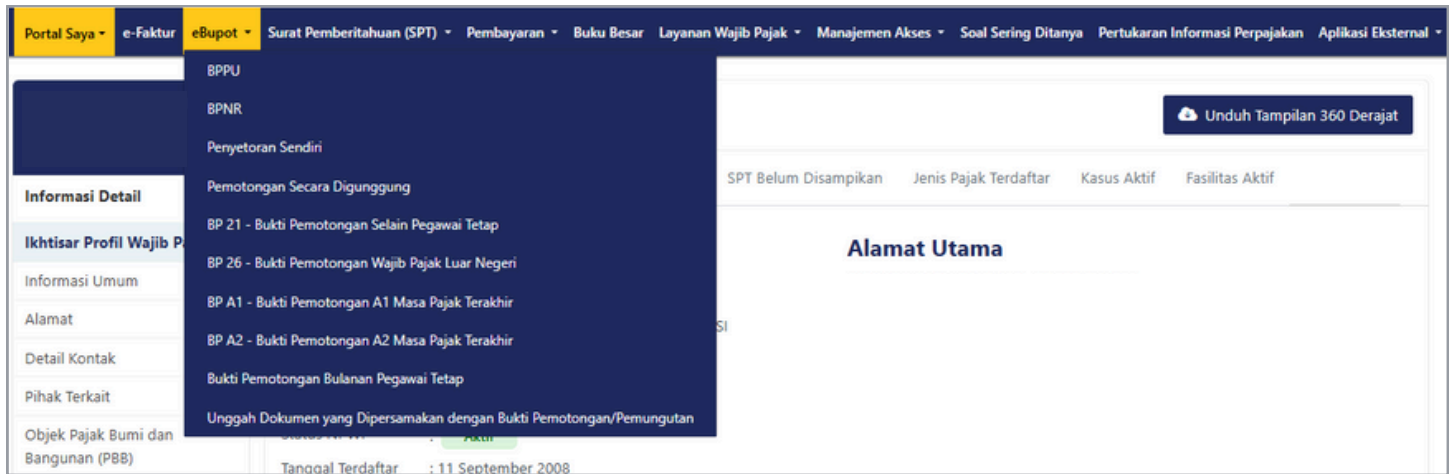 Portal Saya e-Faktur eBupot Surat Pemberitahuan (SPT) Pembayaran Buku Besar Layanan Wajib Pajak Manajemen Akses Soal Sering Ditanya Pertukaran Informasi Perpajakan Aplikasi Eksternal
BPPU
BPNR
Penyetoran Sendiri
Pemotongan Secara Digunggung
BP 21 - Bukti Pemotongan Selain Pegawai Tetap
BP 26 - Bukti Pemotongan Wajib Pajak Luar Negeri
BP A1 - Bukti Pemotongan A1 Masa Pajak Terakhir
BP A2 - Bukti Pemotongan A2 Masa Pajak Terakhir
Bukti Pemotongan Bulanan Pegawai Tetap
Unggah Dokumen yang Dipersamakan dengan Bukti Pemotongan/Pemungutan
Unduh Tampilan 360 Derajat
SPT Belum Disampikan Jenis Pajak Terdaftar Kasus Aktif Fasilitas Aktif
Informasi Detail
Ikhtisar Profil Wajib
Informasi Umum
Alamat
Detail Kontak
Pihak Terkait
Objek Pajak Bumi dan
Bangunan (PBB)
Alamat Utama
SI
: Aktif
Tanggal Terdaftar : 11 September 2008